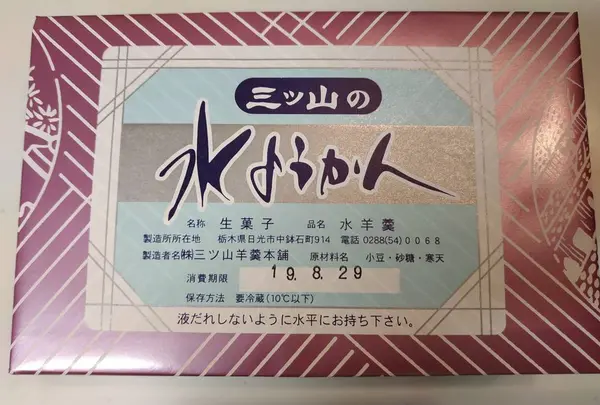 三ツ山の
水ようかん
名称 生菓子 品名 水羊羹
製造所所在地 栃木県日光市中鉢石町914 電話 0288(54)0068
製造者名㈱三ツ山羊羹本舗 原材料名 小豆・砂糖・寒天
消費期限 19.8.29
保存方法 要冷蔵(10℃以下)
液だれしないように水平にお持ち下さい。